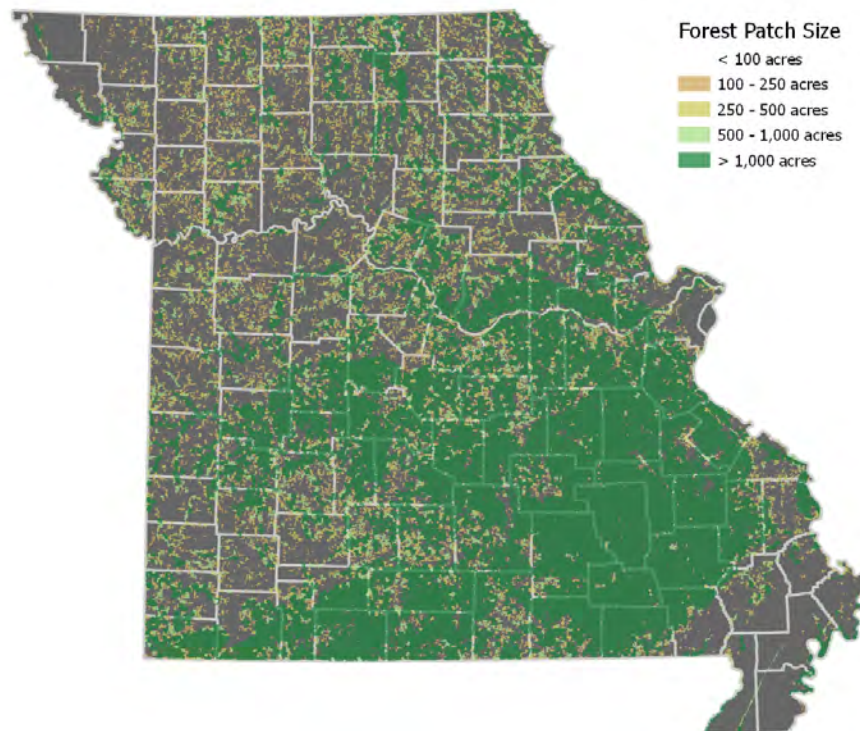 Forest Patch Size
< 100 acres
100 - 250 acres
250 - 500 acres
500 - 1,000 acres
> 1,000 acres